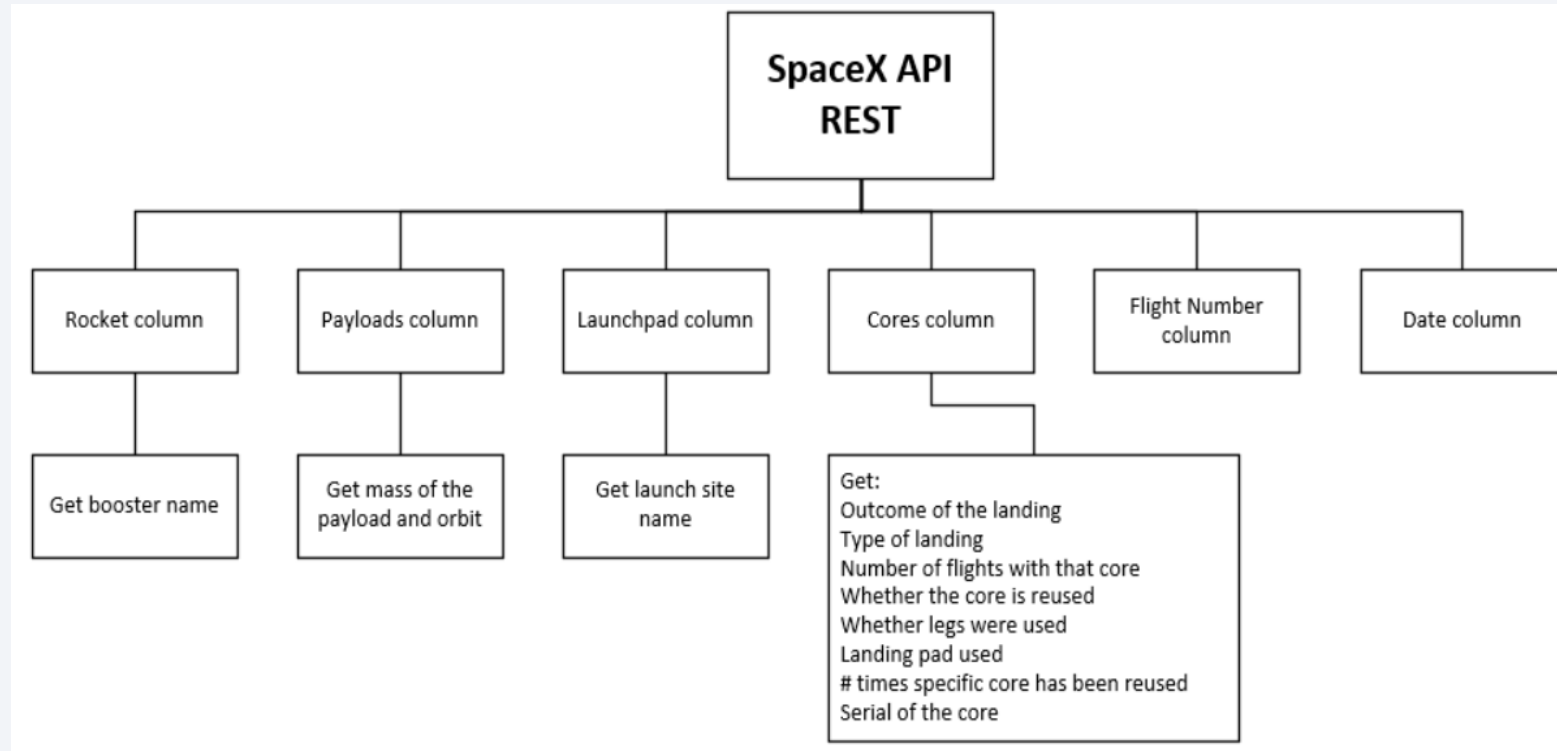 SpaceX API
REST
Rocket column
Payloads column
Launchpad column
Cores column
Flight Number
column
Date column
Get booster name
Get mass of the
payload and orbit
Get launch site
name
Get:
Outcome of the landing
Type of landing
Number of flights with that core
Whether the core is reused
Whether legs were used
Landing pad used
# times specific core has been reused
Serial of the core